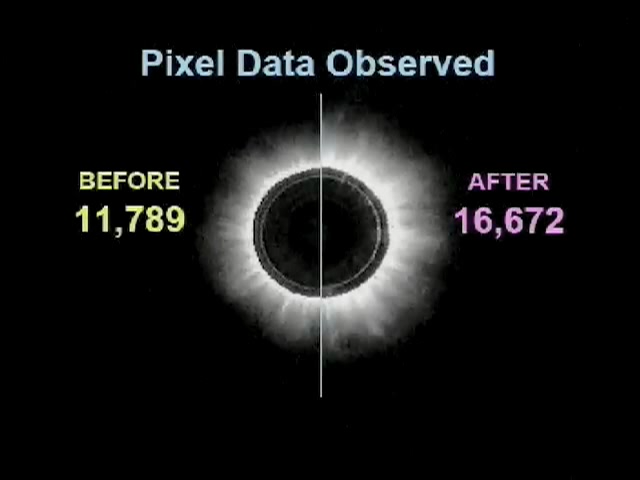 Pixel Data Observed
BEFORE
11,789
AFTER
16,672